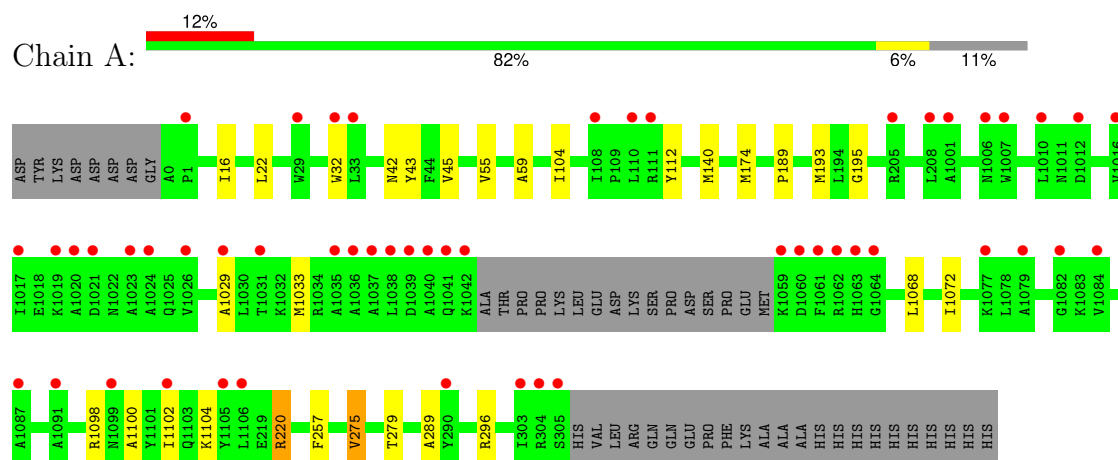 12%
Chain A:
82% 6% 11%
ASP TYR LYS ASP ASP ASP ASP GLY A0 P1 I16 L22 W29 W32 L33 N42 Y43 F44 V45 V55 A59 I104 I108 P109 L110 R111 Y112 M140 M174 P189 M193 L194 G195 R205 L208 A1001 N1006 W1007 L1010 N1011 D1012 V1016
I1017 E1018 K1019 A1020 D1021 N1022 A1023 A1024 Q1025 V1026 A1029 L1030 T1031 K1032 M1033 R1034 A1035 A1036 A1037 L1038 D1039 A1040 Q1041 K1042 ALA THR PRO PRO LYS LEU GLU ASP LYS SER PRO ASP SER PRO GLU MET K1059 D1060 F1061 R1062 H1063 G1064 L1068 I1072 K1077 L1078 A1079 G1082 K1083 V1084
A1087 A1091 R1098 N1099 A1100 Y1101 I1102 Q1103 K1104 Y1105 L1106 E219 R220 F257 V275 T279 A289 Y290 R296 I303 R304 S305 HIS VAL LEU ARG GLN GLN GLU PRO PHE LYS ALA ALA ALA HIS HIS HIS HIS HIS HIS HIS HIS HIS HIS